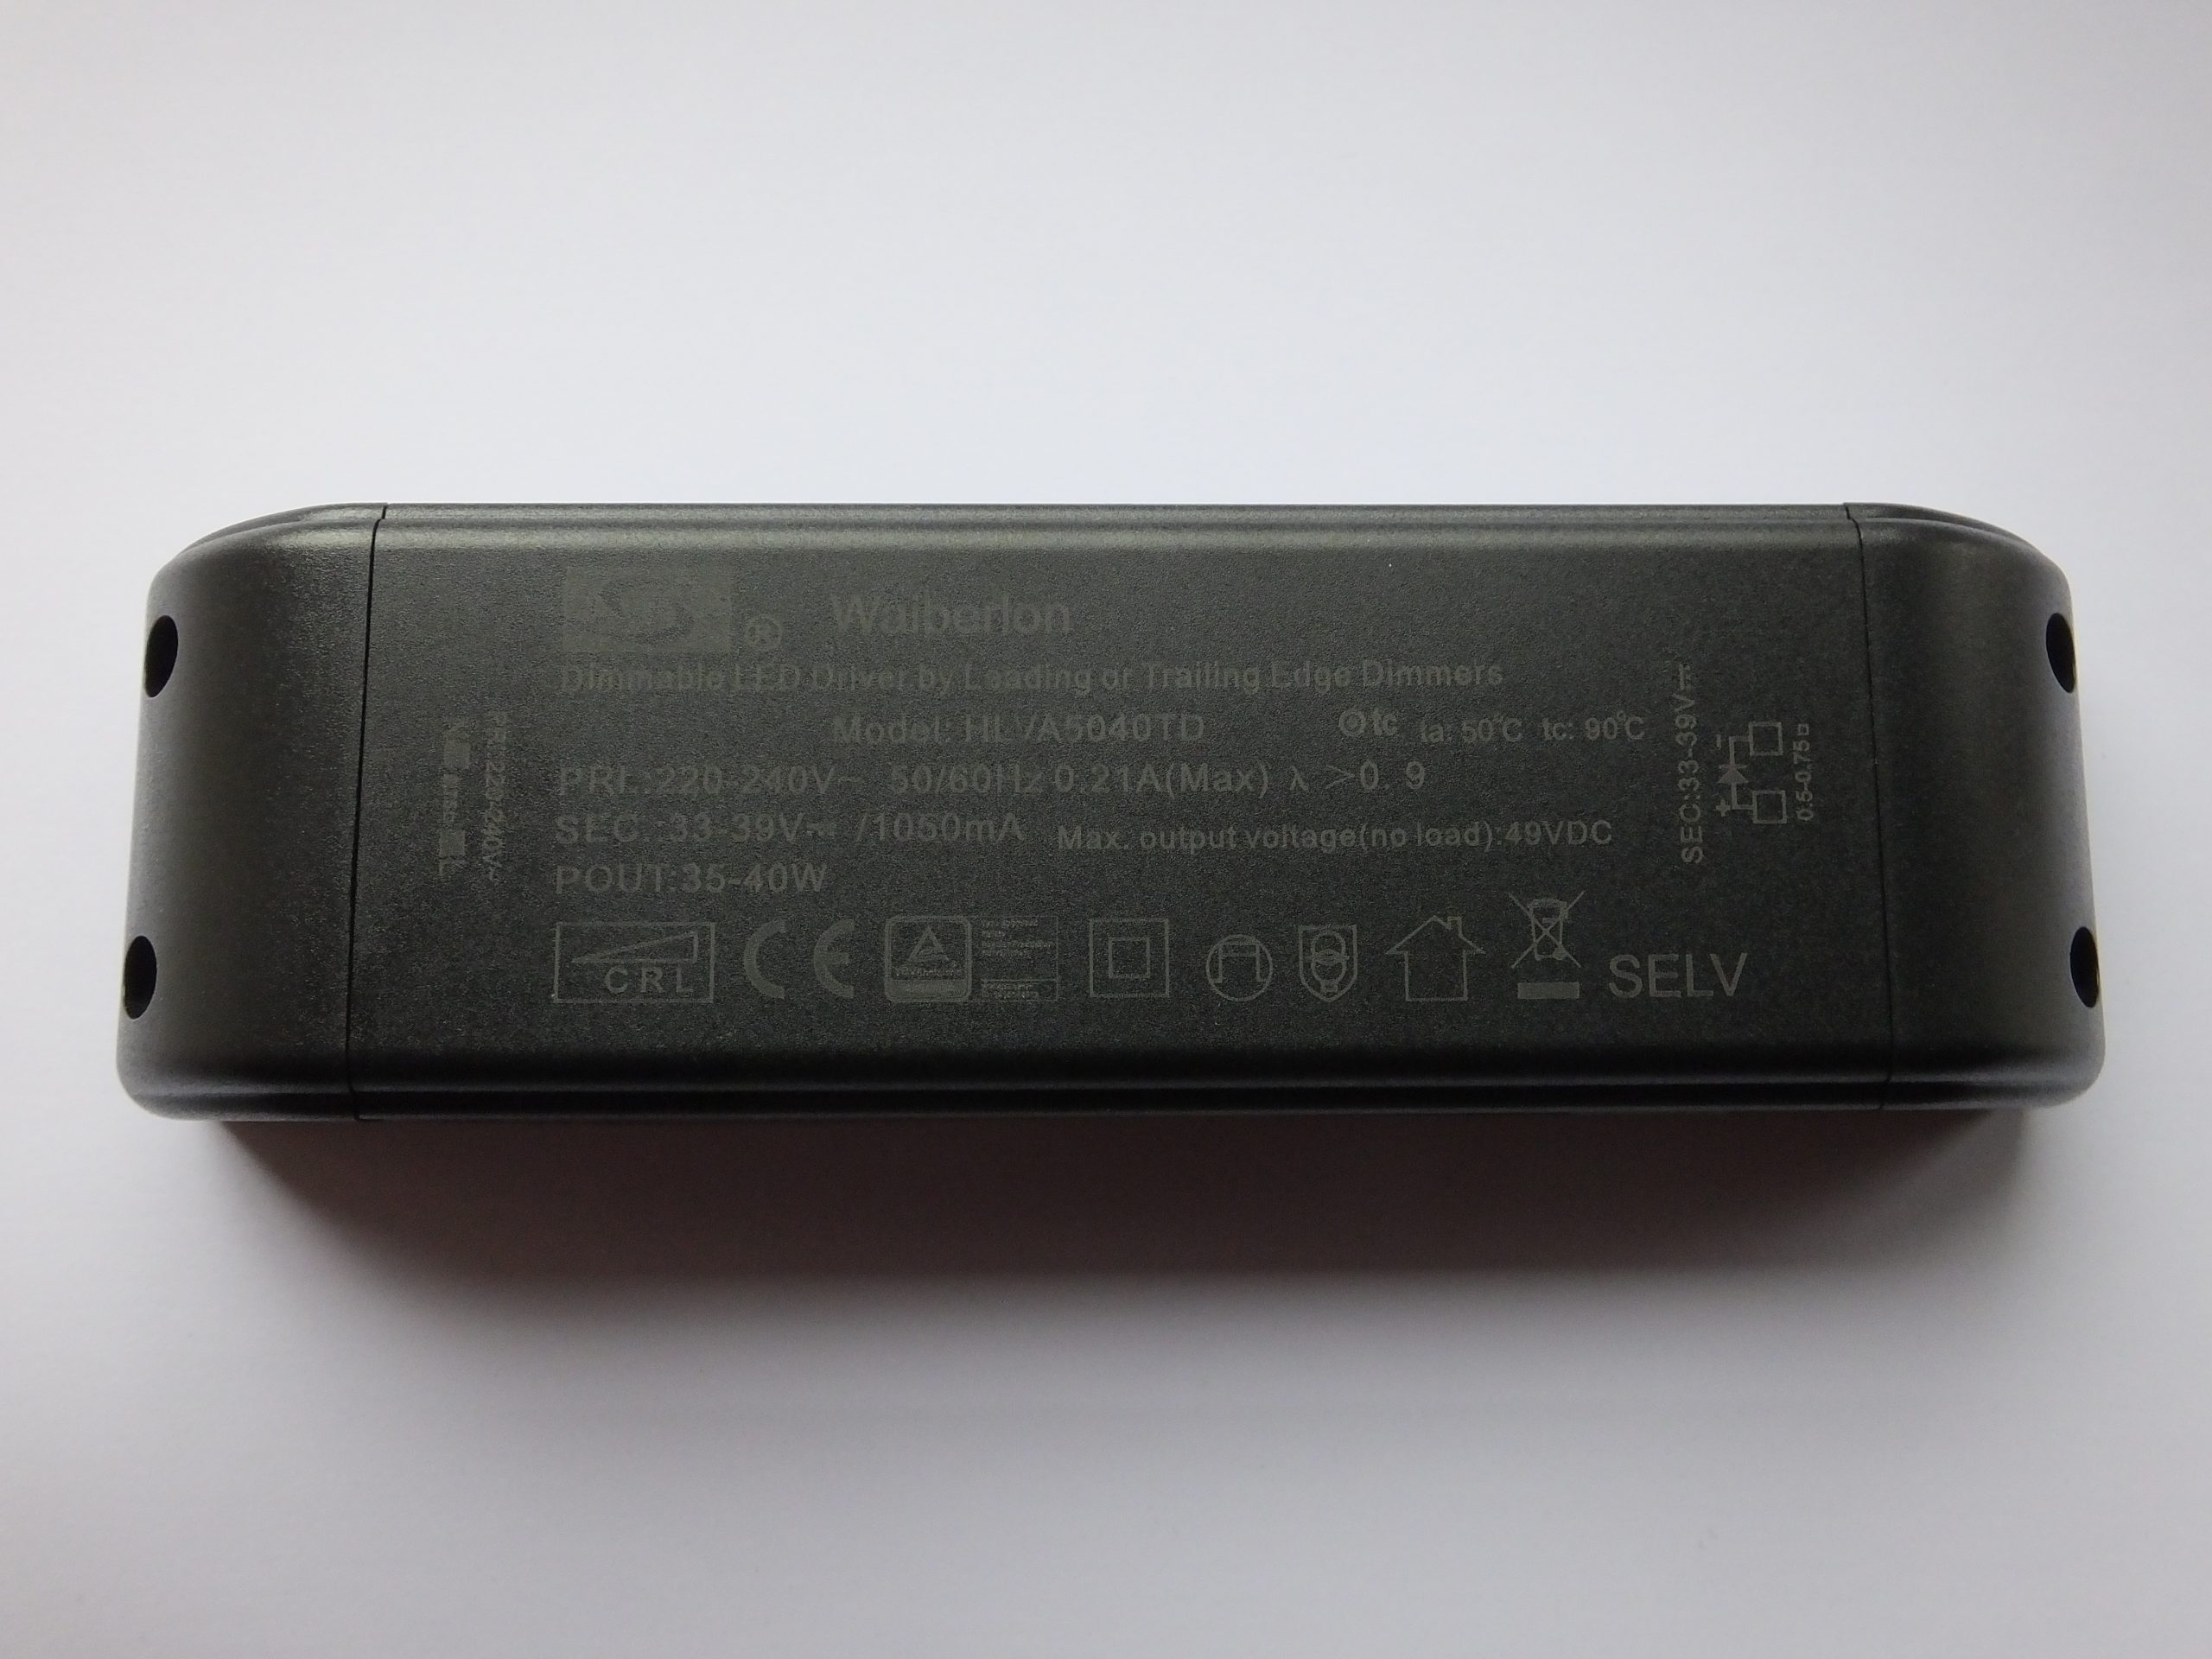 ® Waiberlon
Dimmable LED Driver by Leading or Trailing Edge Dimmers
Model: HLVA5040TD tc ta: 50℃ tc: 90℃
PRI.:220-240V~ 50/60Hz 0.21A(Max) λ >0. 9
SEC.:33-39V⎓ /1050mA Max. output voltage(no load):49VDC
POUT:35-40W
CRL CE SELV
PRI: 220-240V~
SEC:33-39V⎓
- +
0.5-0.75□